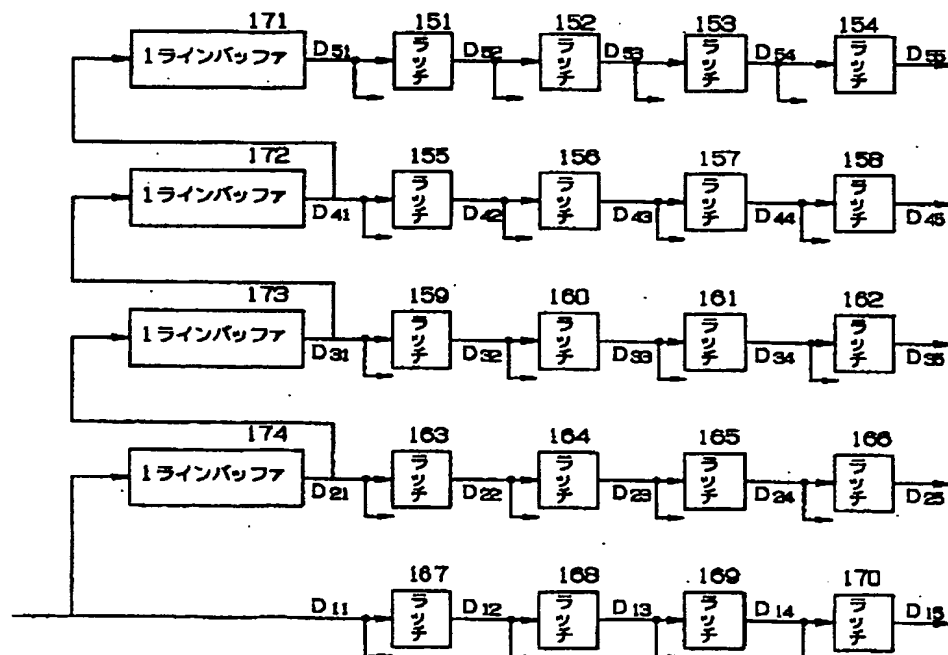 171 151 152 153 154
1ラインバッファ D51 ラッチ D52 ラッチ D53 ラッチ D54 ラッチ D55
172 155 156 157 158
1ラインバッファ D41 ラッチ D42 ラッチ D43 ラッチ D44 ラッチ D45
173 159 160 161 162
1ラインバッファ D31 ラッチ D32 ラッチ D33 ラッチ D34 ラッチ D35
174 163 164 165 166
1ラインバッファ D21 ラッチ D22 ラッチ D23 ラッチ D24 ラッチ D25
167 168 169 170
D11 ラッチ D12 ラッチ D13 ラッチ D14 ラッチ D15